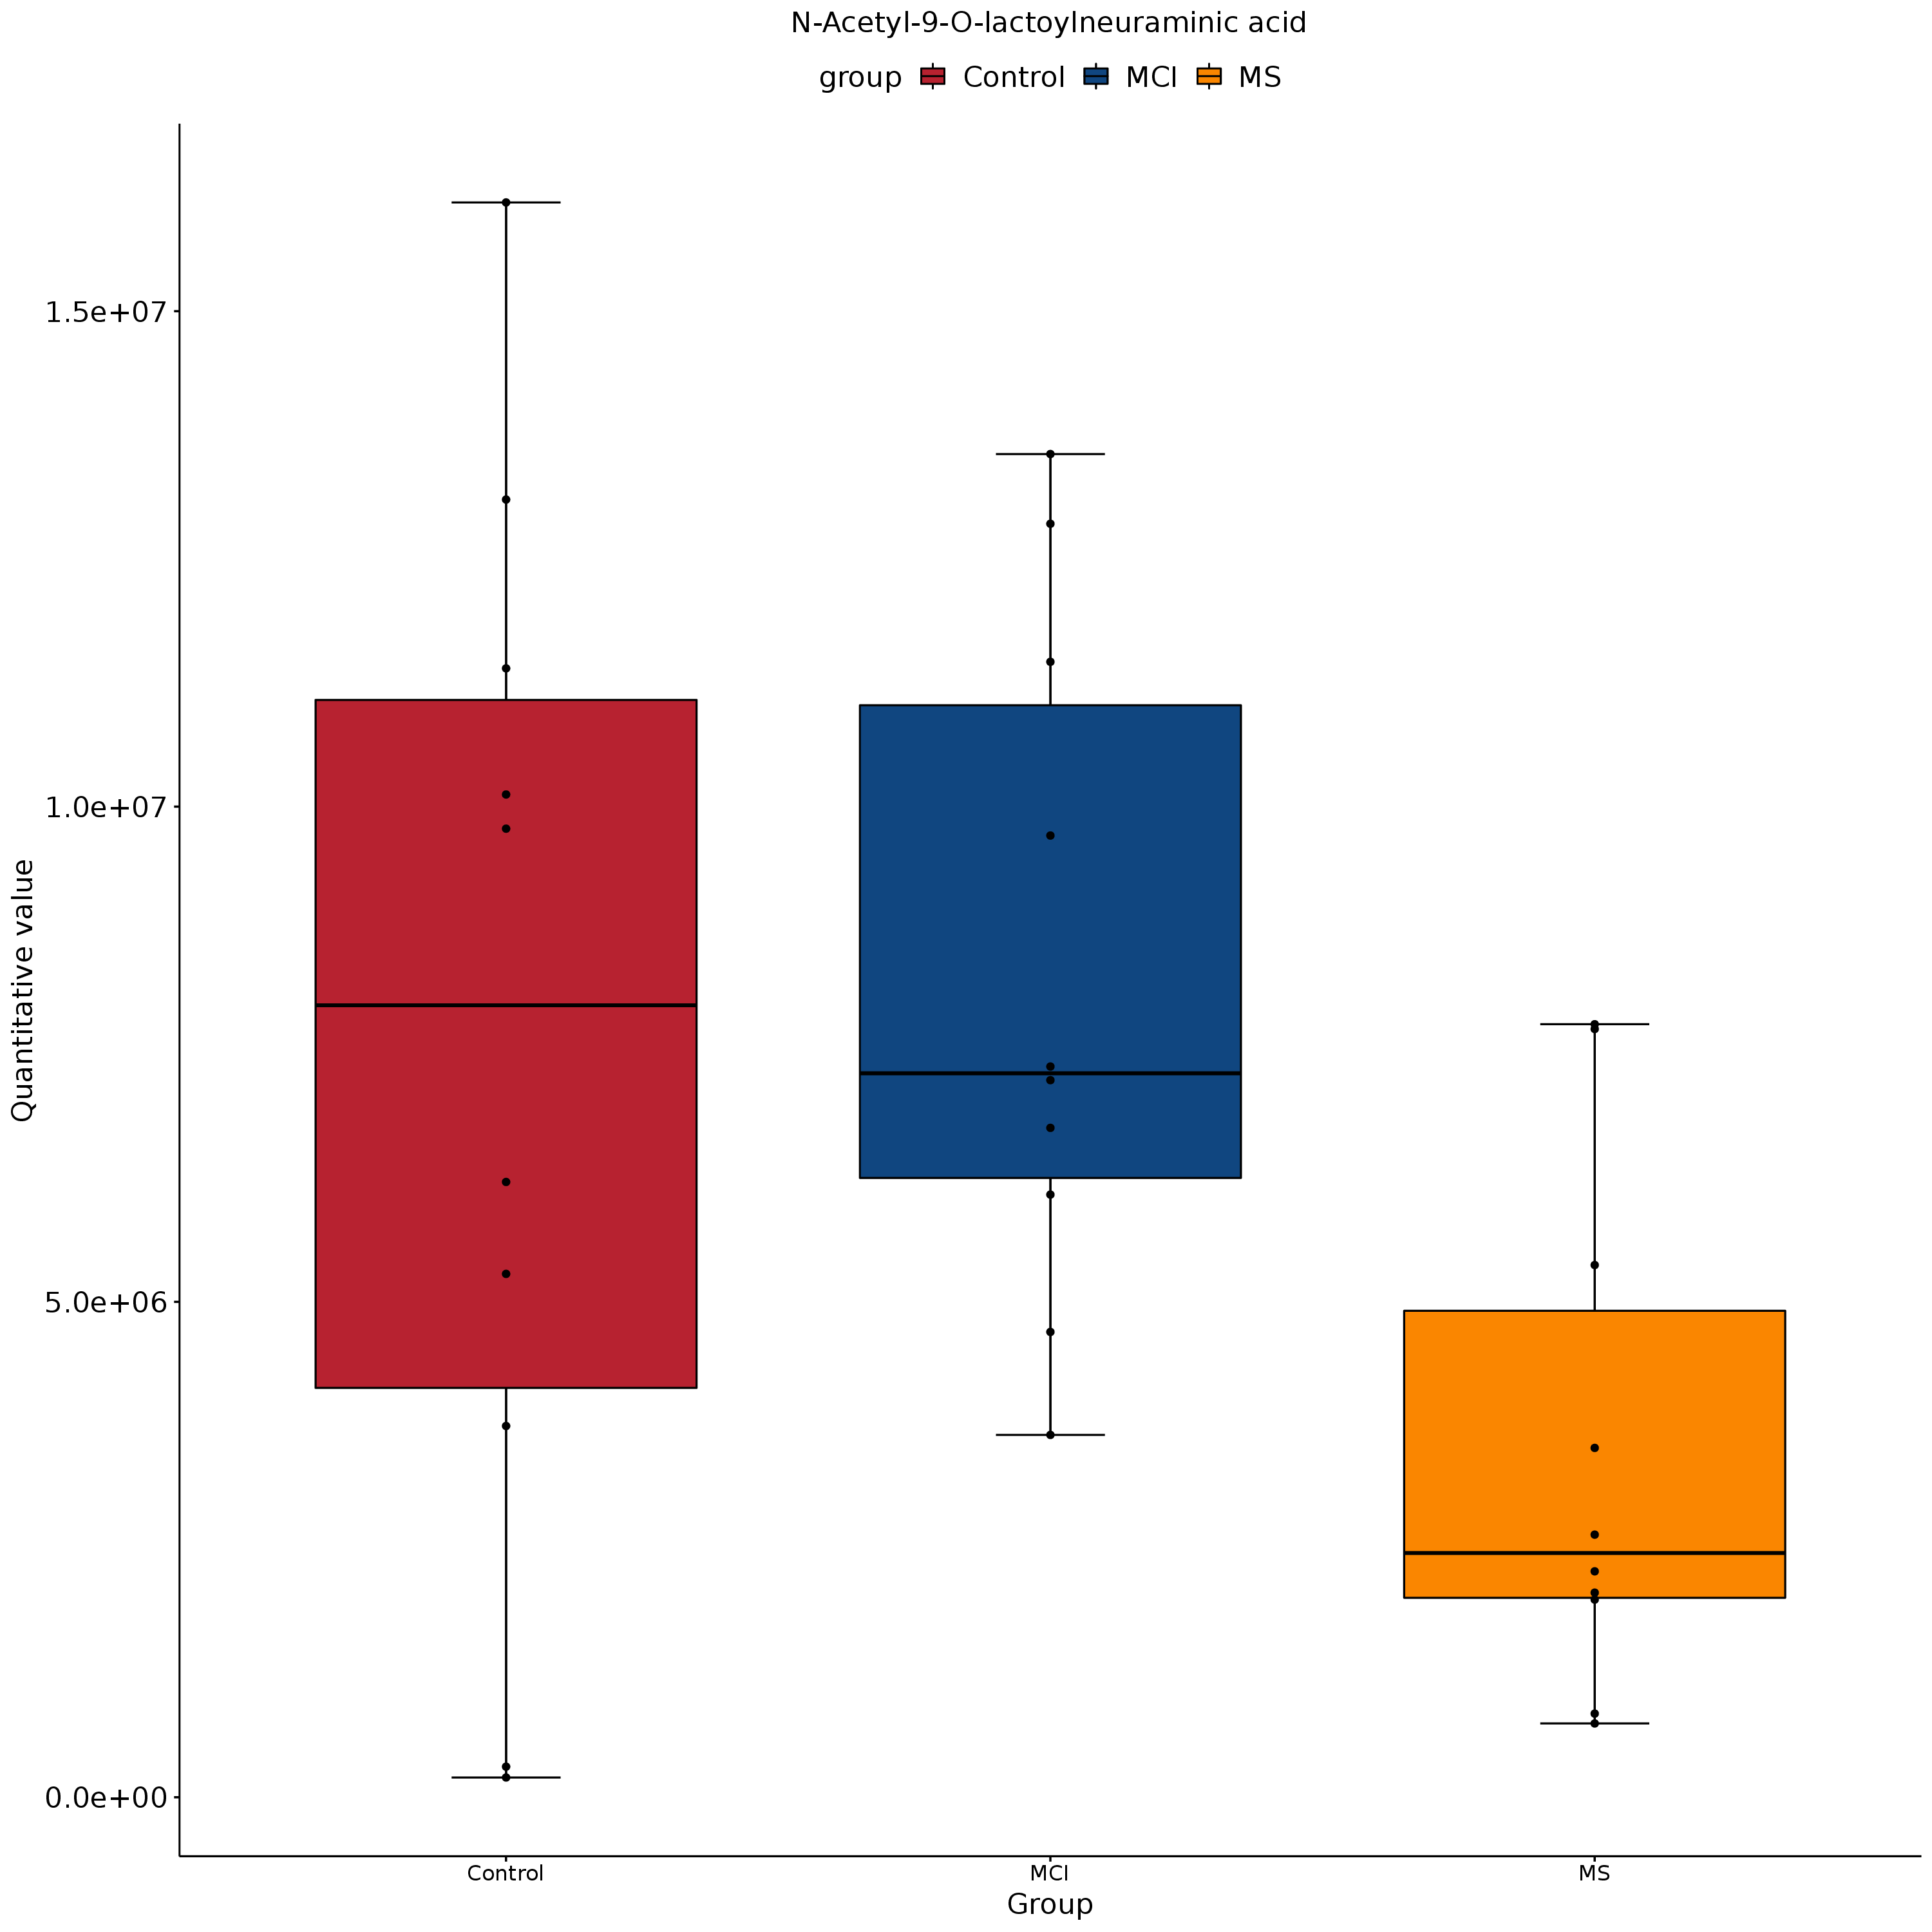 N-Acetyl-9-O-lactoylneuraminic acid
group Control MCI MS
1.5e+07
1.0e+07
5.0e+06
0.0e+00
Quantitative value
Control MCI MS
Group